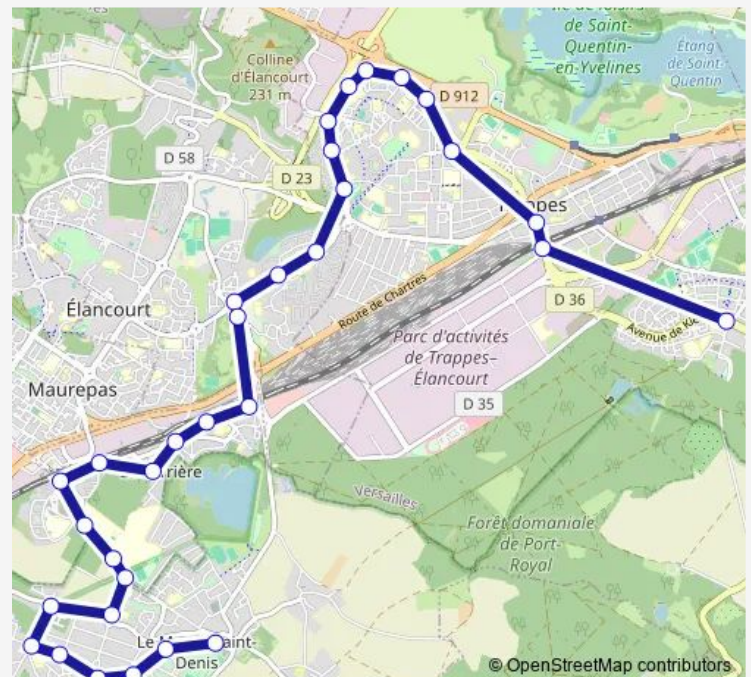 de Saint-
Quentin-
en-Yvelines
Étang
de Saint-
Quentin
Colline
d'Élancourt
231 m
D 912
D 58
D 23
Route de Chartres
D 36
Élancourt
Avenue de
Parc d'activités
de Trappes–
Élancourt
Maurepas
D 35
Versailles
Forêt domaniale
de Port-
Royal
Le
aint-
Denis
© OpenStreetMap contributors